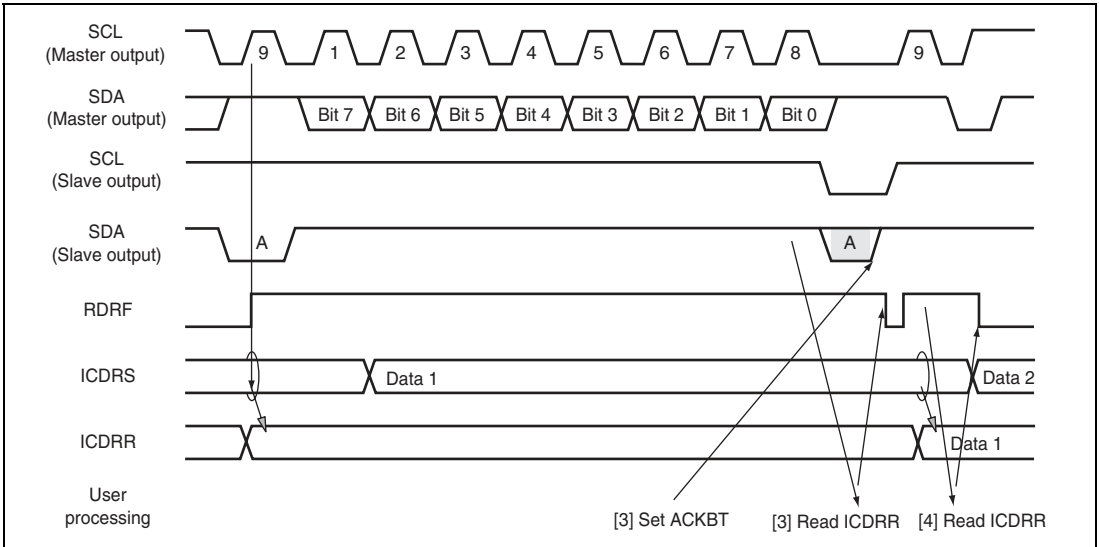 SCL
(Master output)
9 1 2 3 4 5 6 7 8 9
SDA
(Master output)
Bit 7 Bit 6 Bit 5 Bit 4 Bit 3 Bit 2 Bit 1 Bit 0
SCL
(Slave output)
SDA
(Slave output)
A A
RDRF
ICDRS
Data 1 Data 2
ICDRR
Data 1
User
processing
[3] Set ACKBT [3] Read ICDRR [4] Read ICDRR